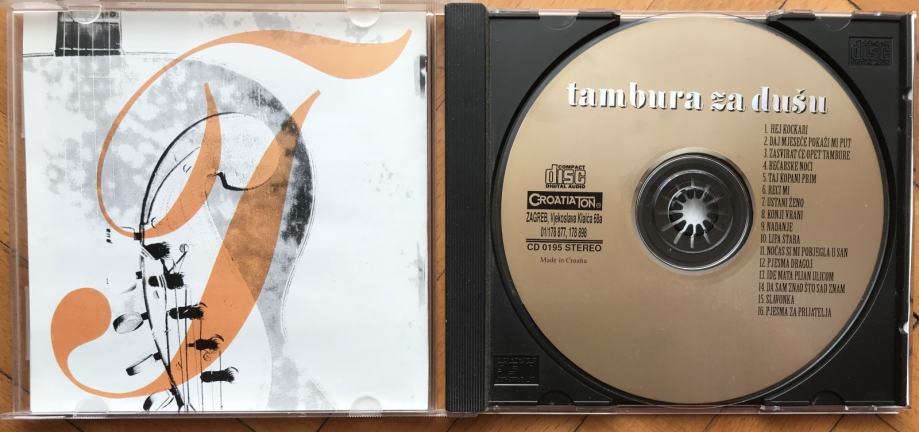 T
tambura za dušu
COMPACT
disc
DIGITAL AUDIO
CROATIATON
ZAGREB, Vjekoslava Klaića 68a
01/178 877, 178 898
CD 0195 STEREO
Made in Croatia
1. HEJ KOCKARI
2. DAJ MJESEČE POKAŽI MI PUT
3. ZASVIRAT ĆE OPET TAMBURE
4. BEĆARSKE NOĆI
5. TAJ KOPANI PRIM
6. RECI MI
7. USTANI ŽENO
8. KONJI VRANI
9. NADANJE
10. LIPA STARA
11. NOĆAS SI MI POBJEGLA U SAN
12. PJESMA DRAGOJ
13. IDE MATA PIJAN ULICOM
14. DA SAM ZNAO ŠTO SAD ZNAM
15. SLAVONKA
16. PJESMA ZA PRIJATELJA